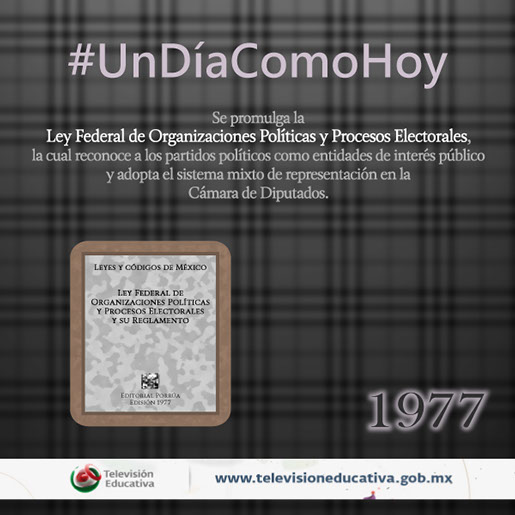 #UnDíaComoHoy
Se promulga la
Ley Federal de Organizaciones Políticas y Procesos Electorales,
la cual reconoce a los partidos políticos como entidades de interés público
y adopta el sistema mixto de representación en la
Cámara de Diputados.
Leyes y códigos de México
Ley Federal de
Organizaciones Políticas
y Procesos Electorales
y su Reglamento
Editorial Porrúa
Edisión 1977
1977
Televisión
Educativa
www.televisioneducativa.gob.mx